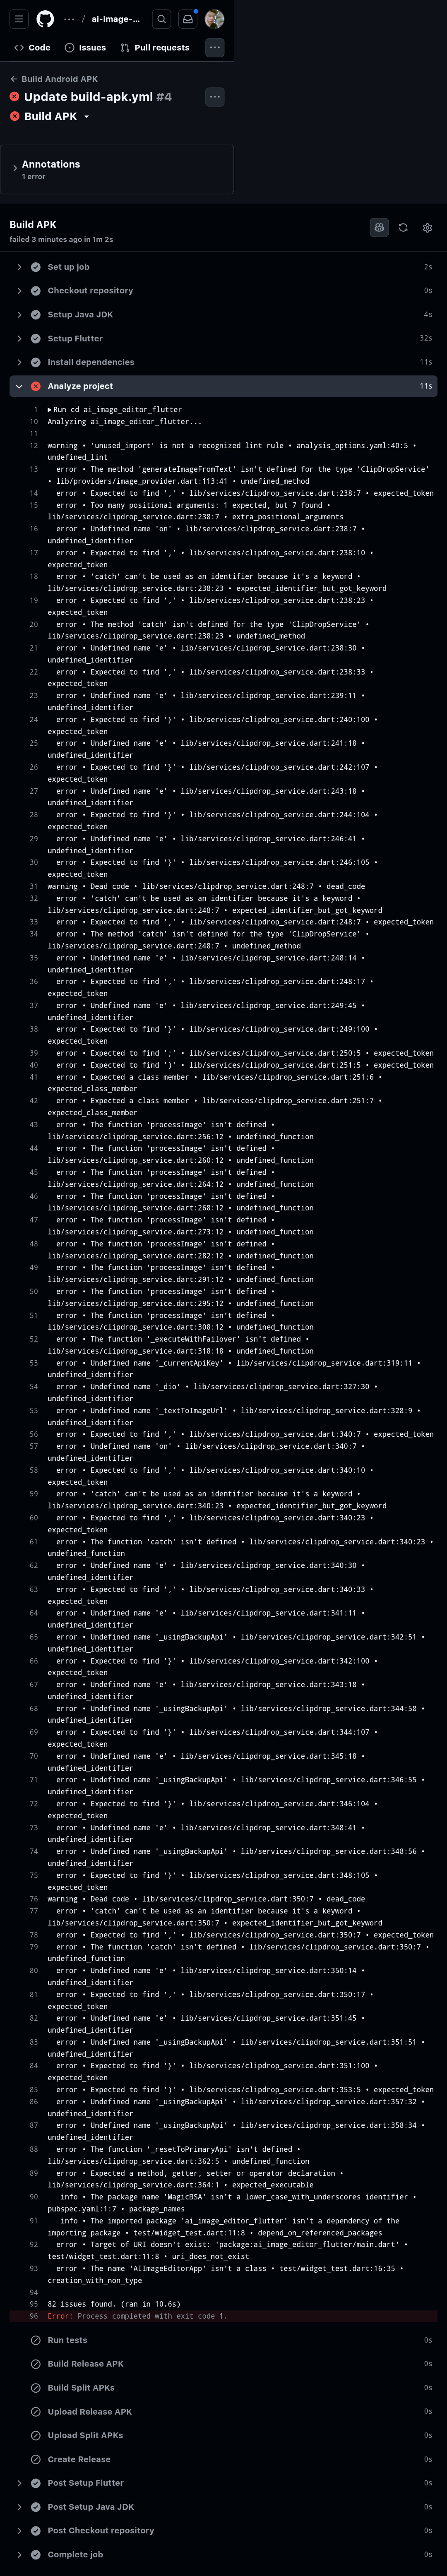 ai-image-...
Code
Issues
Pull requests
Build Android APK
Update build-apk.yml #4
Build APK
Annotations
1 error
Build APK
failed 3 minutes ago in 1m 2s
Set up job 2s
Checkout repository 0s
Setup Java JDK 4s
Setup Flutter 32s
Install dependencies 11s
Analyze project 11s
1 Run cd ai_image_editor_flutter
10 Analyzing ai_image_editor_flutter...
11
12 warning • 'unused_import' is not a recognized lint rule • analysis_options.yaml:40:5 •
undefined_lint
13 error • The method 'generateImageFromText' isn't defined for the type 'ClipDropService'
• lib/providers/image_provider.dart:113:41 • undefined_method
14 error • Expected to find ',' • lib/services/clipdrop_service.dart:238:7 • expected_token
15 error • Too many positional arguments: 1 expected, but 7 found •
lib/services/clipdrop_service.dart:238:7 • extra_positional_arguments
16 error • Undefined name 'on' • lib/services/clipdrop_service.dart:238:7 •
undefined_identifier
17 error • Expected to find ',' • lib/services/clipdrop_service.dart:238:10 •
expected_token
18 error • 'catch' can't be used as an identifier because it's a keyword •
lib/services/clipdrop_service.dart:238:23 • expected_identifier_but_got_keyword
19 error • Expected to find ',' • lib/services/clipdrop_service.dart:238:23 •
expected_token
20 error • The method 'catch' isn't defined for the type 'ClipDropService' •
lib/services/clipdrop_service.dart:238:23 • undefined_method
21 error • Undefined name 'e' • lib/services/clipdrop_service.dart:238:30 •
undefined_identifier
22 error • Expected to find ',' • lib/services/clipdrop_service.dart:238:33 •
expected_token
23 error • Undefined name 'e' • lib/services/clipdrop_service.dart:239:11 •
undefined_identifier
24 error • Expected to find '}' • lib/services/clipdrop_service.dart:240:100 •
expected_token
25 error • Undefined name 'e' • lib/services/clipdrop_service.dart:241:18 •
undefined_identifier
26 error • Expected to find '}' • lib/services/clipdrop_service.dart:242:107 •
expected_token
27 error • Undefined name 'e' • lib/services/clipdrop_service.dart:243:18 •
undefined_identifier
28 error • Expected to find '}' • lib/services/clipdrop_service.dart:244:104 •
expected_token
29 error • Undefined name 'e' • lib/services/clipdrop_service.dart:246:41 •
undefined_identifier
30 error • Expected to find '}' • lib/services/clipdrop_service.dart:246:105 •
expected_token
31 warning • Dead code • lib/services/clipdrop_service.dart:248:7 • dead_code
32 error • 'catch' can't be used as an identifier because it's a keyword •
lib/services/clipdrop_service.dart:248:7 • expected_identifier_but_got_keyword
33 error • Expected to find ',' • lib/services/clipdrop_service.dart:248:7 • expected_token
34 error • The method 'catch' isn't defined for the type 'ClipDropService' •
lib/services/clipdrop_service.dart:248:7 • undefined_method
35 error • Undefined name 'e' • lib/services/clipdrop_service.dart:248:14 •
undefined_identifier
36 error • Expected to find ',' • lib/services/clipdrop_service.dart:248:17 •
expected_token
37 error • Undefined name 'e' • lib/services/clipdrop_service.dart:249:45 •
undefined_identifier
38 error • Expected to find '}' • lib/services/clipdrop_service.dart:249:100 •
expected_token
39 error • Expected to find ';' • lib/services/clipdrop_service.dart:250:5 • expected_token
40 error • Expected to find ')' • lib/services/clipdrop_service.dart:251:5 • expected_token
41 error • Expected a class member • lib/services/clipdrop_service.dart:251:6 •
expected_class_member
42 error • Expected a class member • lib/services/clipdrop_service.dart:251:7 •
expected_class_member
43 error • The function 'processImage' isn't defined •
lib/services/clipdrop_service.dart:256:12 • undefined_function
44 error • The function 'processImage' isn't defined •
lib/services/clipdrop_service.dart:260:12 • undefined_function
45 error • The function 'processImage' isn't defined •
lib/services/clipdrop_service.dart:264:12 • undefined_function
46 error • The function 'processImage' isn't defined •
lib/services/clipdrop_service.dart:268:12 • undefined_function
47 error • The function 'processImage' isn't defined •
lib/services/clipdrop_service.dart:273:12 • undefined_function
48 error • The function 'processImage' isn't defined •
lib/services/clipdrop_service.dart:282:12 • undefined_function
49 error • The function 'processImage' isn't defined •
lib/services/clipdrop_service.dart:291:12 • undefined_function
50 error • The function 'processImage' isn't defined •
lib/services/clipdrop_service.dart:295:12 • undefined_function
51 error • The function 'processImage' isn't defined •
lib/services/clipdrop_service.dart:308:12 • undefined_function
52 error • The function '_executeWithFailover' isn't defined •
lib/services/clipdrop_service.dart:318:18 • undefined_function
53 error • Undefined name '_currentApiKey' • lib/services/clipdrop_service.dart:319:11 •
undefined_identifier
54 error • Undefined name '_dio' • lib/services/clipdrop_service.dart:327:30 •
undefined_identifier
55 error • Undefined name '_textToImageUrl' • lib/services/clipdrop_service.dart:328:9 •
undefined_identifier
56 error • Expected to find ',' • lib/services/clipdrop_service.dart:340:7 • expected_token
57 error • Undefined name 'on' • lib/services/clipdrop_service.dart:340:7 •
undefined_identifier
58 error • Expected to find ',' • lib/services/clipdrop_service.dart:340:10 •
expected_token
59 error • 'catch' can't be used as an identifier because it's a keyword •
lib/services/clipdrop_service.dart:340:23 • expected_identifier_but_got_keyword
60 error • Expected to find ',' • lib/services/clipdrop_service.dart:340:23 •
expected_token
61 error • The function 'catch' isn't defined • lib/services/clipdrop_service.dart:340:23 •
undefined_function
62 error • Undefined name 'e' • lib/services/clipdrop_service.dart:340:30 •
undefined_identifier
63 error • Expected to find ',' • lib/services/clipdrop_service.dart:340:33 •
expected_token
64 error • Undefined name 'e' • lib/services/clipdrop_service.dart:341:11 •
undefined_identifier
65 error • Undefined name '_usingBackupApi' • lib/services/clipdrop_service.dart:342:51 •
undefined_identifier
66 error • Expected to find '}' • lib/services/clipdrop_service.dart:342:100 •
expected_token
67 error • Undefined name 'e' • lib/services/clipdrop_service.dart:343:18 •
undefined_identifier
68 error • Undefined name '_usingBackupApi' • lib/services/clipdrop_service.dart:344:58 •
undefined_identifier
69 error • Expected to find '}' • lib/services/clipdrop_service.dart:344:107 •
expected_token
70 error • Undefined name 'e' • lib/services/clipdrop_service.dart:345:18 •
undefined_identifier
71 error • Undefined name '_usingBackupApi' • lib/services/clipdrop_service.dart:346:55 •
undefined_identifier
72 error • Expected to find '}' • lib/services/clipdrop_service.dart:346:104 •
expected_token
73 error • Undefined name 'e' • lib/services/clipdrop_service.dart:348:41 •
undefined_identifier
74 error • Undefined name '_usingBackupApi' • lib/services/clipdrop_service.dart:348:56 •
undefined_identifier
75 error • Expected to find '}' • lib/services/clipdrop_service.dart:348:105 •
expected_token
76 warning • Dead code • lib/services/clipdrop_service.dart:350:7 • dead_code
77 error • 'catch' can't be used as an identifier because it's a keyword •
lib/services/clipdrop_service.dart:350:7 • expected_identifier_but_got_keyword
78 error • Expected to find ',' • lib/services/clipdrop_service.dart:350:7 • expected_token
79 error • The function 'catch' isn't defined • lib/services/clipdrop_service.dart:350:7 •
undefined_function
80 error • Undefined name 'e' • lib/services/clipdrop_service.dart:350:14 •
undefined_identifier
81 error • Expected to find ',' • lib/services/clipdrop_service.dart:350:17 •
expected_token
82 error • Undefined name 'e' • lib/services/clipdrop_service.dart:351:45 •
undefined_identifier
83 error • Undefined name '_usingBackupApi' • lib/services/clipdrop_service.dart:351:51 •
undefined_identifier
84 error • Expected to find '}' • lib/services/clipdrop_service.dart:351:100 •
expected_token
85 error • Expected to find ')' • lib/services/clipdrop_service.dart:353:5 • expected_token
86 error • Undefined name '_usingBackupApi' • lib/services/clipdrop_service.dart:357:32 •
undefined_identifier
87 error • Undefined name '_usingBackupApi' • lib/services/clipdrop_service.dart:358:34 •
undefined_identifier
88 error • The function '_resetToPrimaryApi' isn't defined •
lib/services/clipdrop_service.dart:362:5 • undefined_function
89 error • Expected a method, getter, setter or operator declaration •
lib/services/clipdrop_service.dart:364:1 • expected_executable
90 info • The package name 'MagicBSA' isn't a lower_case_with_underscores identifier •
pubspec.yaml:1:7 • package_names
91 info • The imported package 'ai_image_editor_flutter' isn't a dependency of the
importing package • test/widget_test.dart:11:8 • depend_on_referenced_packages
92 error • Target of URI doesn't exist: 'package:ai_image_editor_flutter/main.dart' •
test/widget_test.dart:11:8 • uri_does_not_exist
93 error • The name 'AIImageEditorApp' isn't a class • test/widget_test.dart:16:35 •
creation_with_non_type
94
95 82 issues found. (ran in 10.6s)
96 Error: Process completed with exit code 1.
Run tests 0s
Build Release APK 0s
Build Split APKs 0s
Upload Release APK 0s
Upload Split APKs 0s
Create Release 0s
Post Setup Flutter 0s
Post Setup Java JDK 0s
Post Checkout repository 0s
Complete job 0s